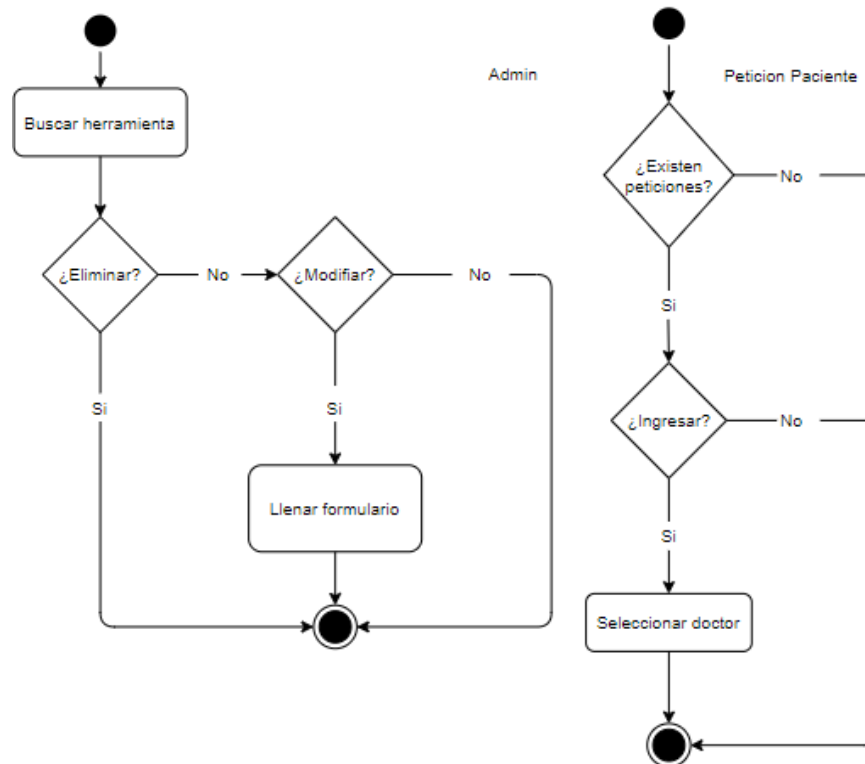 Admin
Peticion Paciente
Buscar herramienta
¿Eliminar?
No
¿Modifiar?
No
Si
Si
Llenar formulario
¿Existen
peticiones?
No
Si
¿Ingresar?
No
Si
Seleccionar doctor